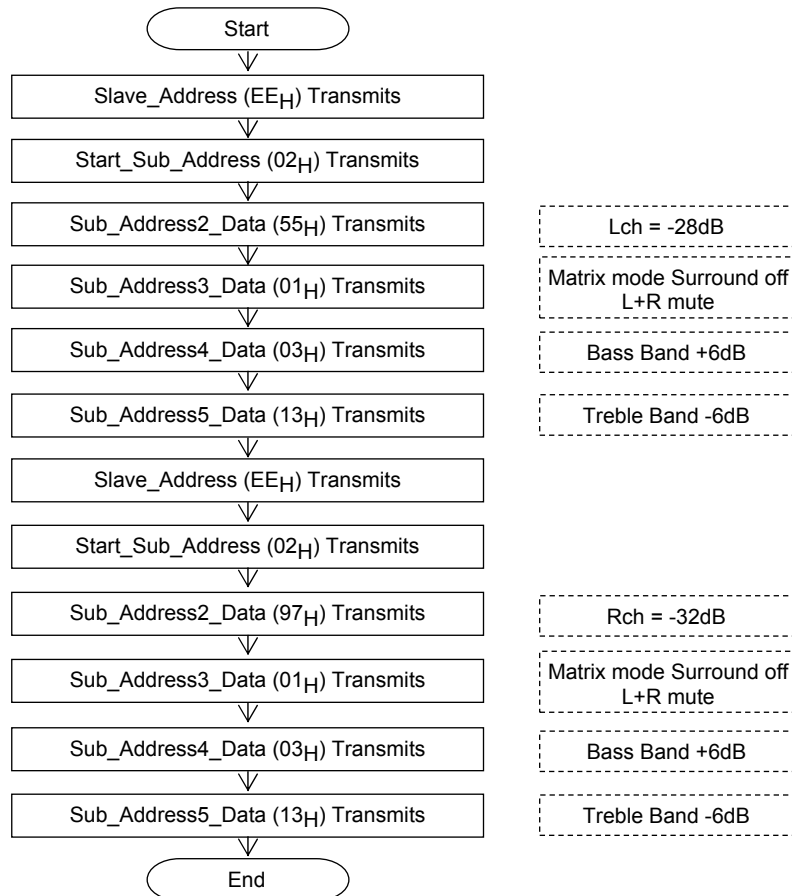 Start
Slave_Address (EEH) Transmits
Start_Sub_Address (02H) Transmits
Sub_Address2_Data (55H) Transmits
Lch = -28dB
Sub_Address3_Data (01H) Transmits
Matrix mode Surround off
L+R mute
Sub_Address4_Data (03H) Transmits
Bass Band +6dB
Sub_Address5_Data (13H) Transmits
Treble Band -6dB
Slave_Address (EEH) Transmits
Start_Sub_Address (02H) Transmits
Sub_Address2_Data (97H) Transmits
Rch = -32dB
Sub_Address3_Data (01H) Transmits
Matrix mode Surround off
L+R mute
Sub_Address4_Data (03H) Transmits
Bass Band +6dB
Sub_Address5_Data (13H) Transmits
Treble Band -6dB
End